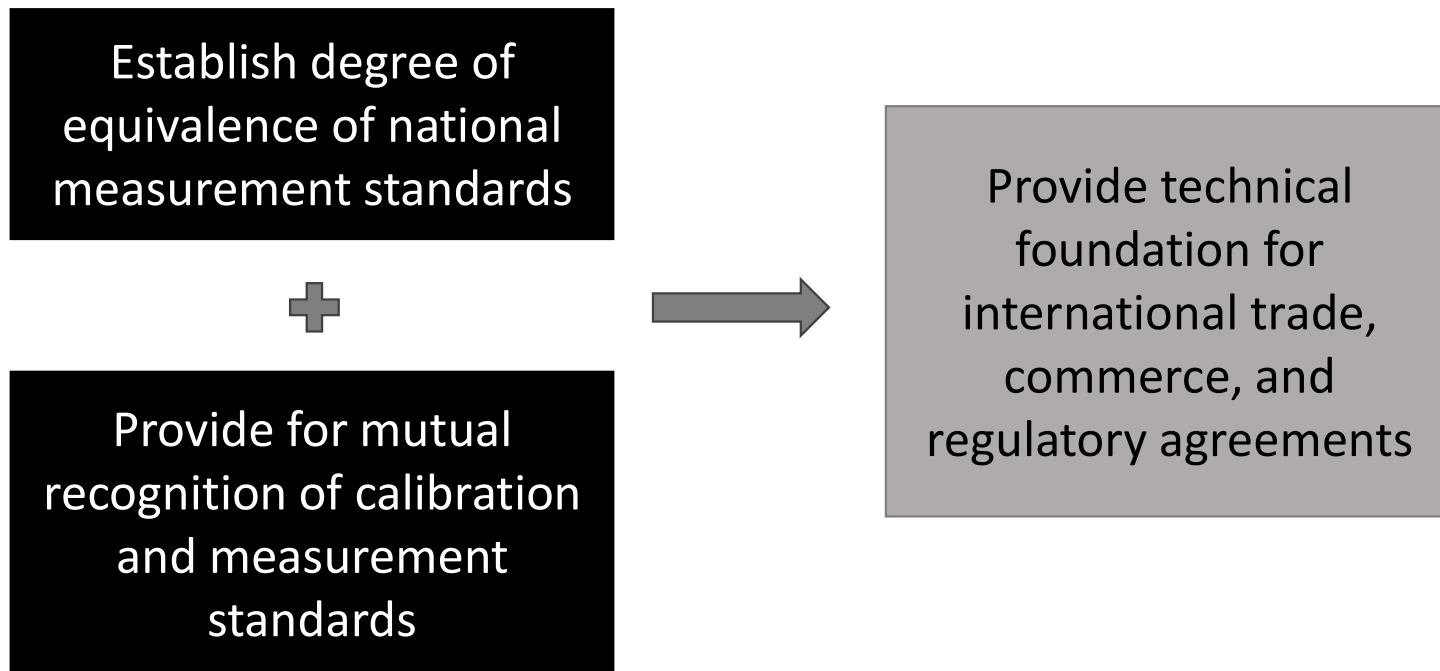 Establish degree of
equivalence of national
measurement standards
Provide for mutual
recognition of calibration
and measurement
standards
Provide technical
foundation for
international trade,
commerce, and
regulatory agreements